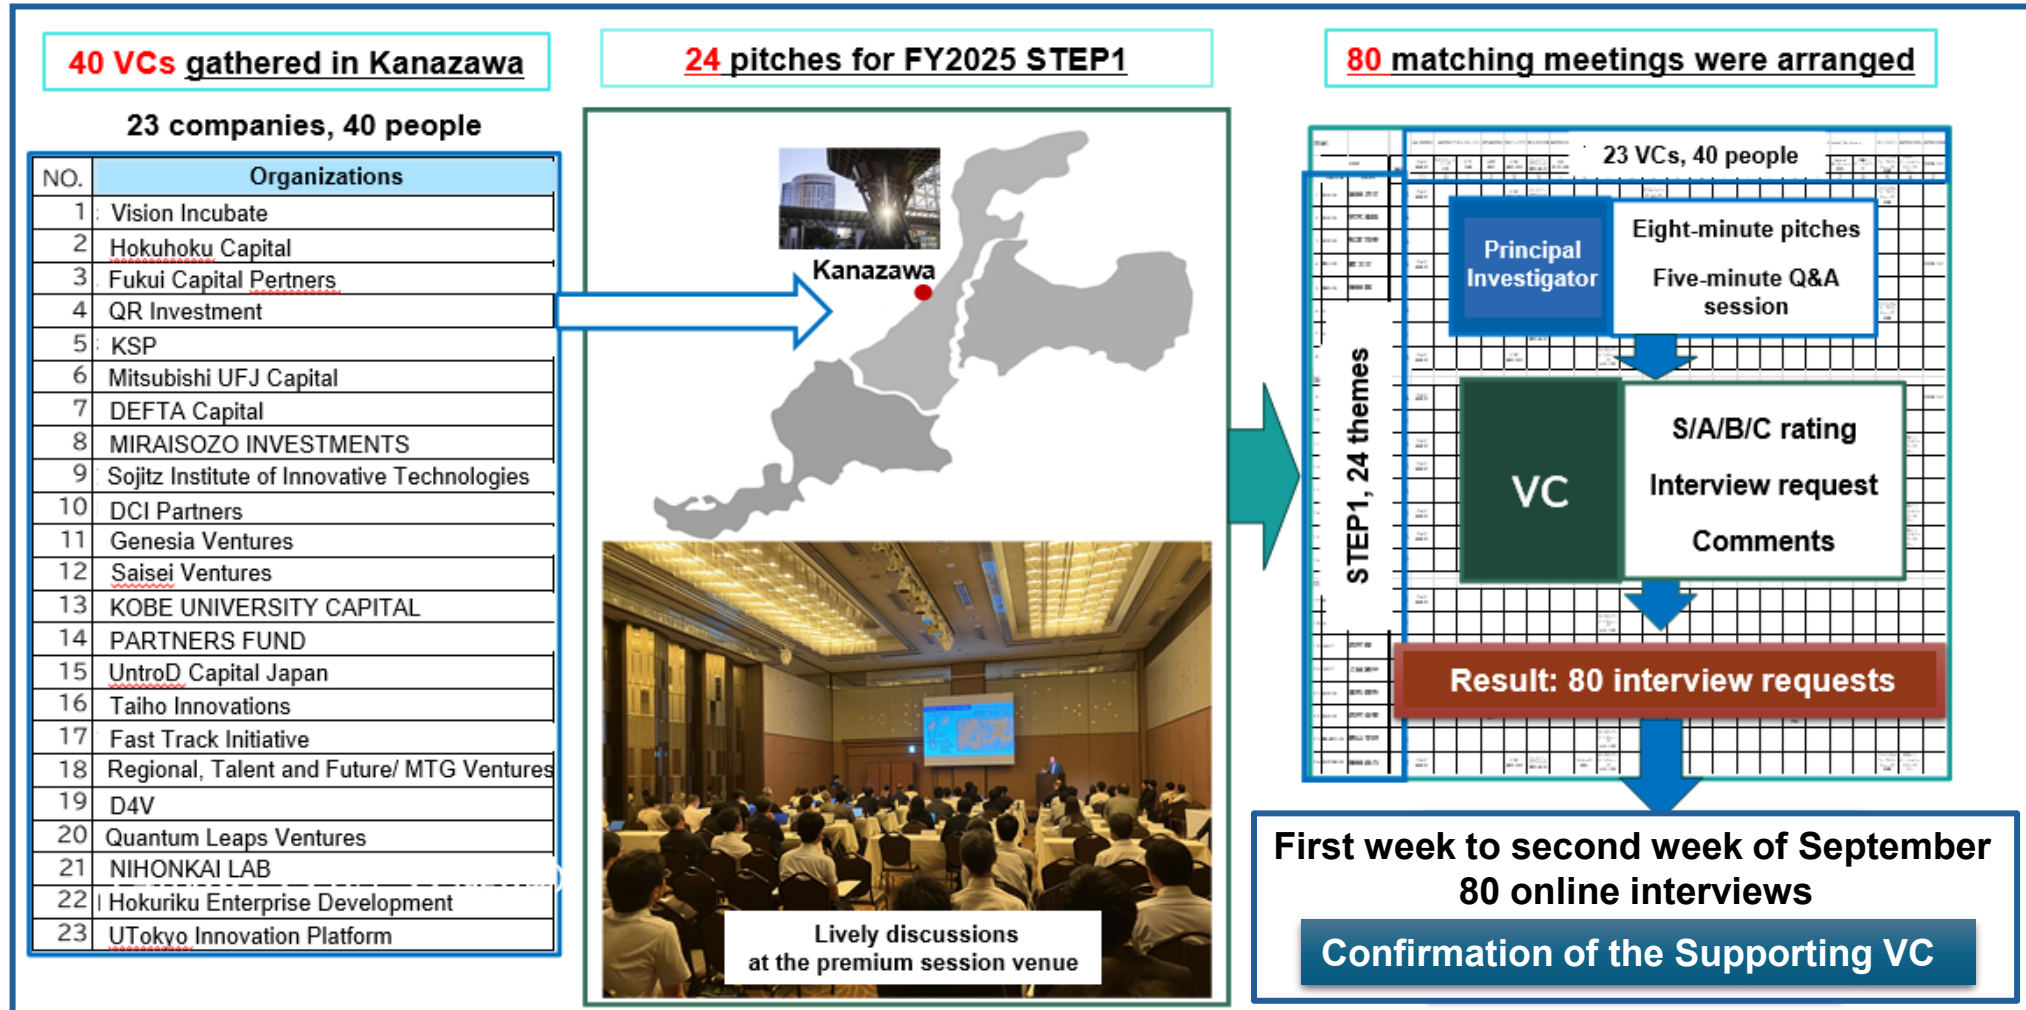 40 VCs gathered in Kanazawa
23 companies, 40 people
NO. Organizations
1 Vision Incubate
2 Hokuhoku Capital
3 Fukui Capital Pertners
4 QR Investment
5 KSP
6 Mitsubishi UFJ Capital
7 DEFTA Capital
8 MIRAISOZO INVESTMENTS
9 Sojitz Institute of Innovative Technologies
10 DCI Partners
11 Genesia Ventures
12 Saisei Ventures
13 KOBE UNIVERSITY CAPITAL
14 PARTNERS FUND
15 UntroD Capital Japan
16 Taiho Innovations
17 Fast Track Initiative
18 Regional, Talent and Future/ MTG Ventures
19 D4V
20 Quantum Leaps Ventures
21 NIHONKAI LAB
22 Hokuriku Enterprise Development
23 UTokyo Innovation Platform
24 pitches for FY2025 STEP1
Kanazawa
Lively discussions
at the premium session venue
80 matching meetings were arranged
23 VCs, 40 people
STEP1, 24 themes
Principal
Investigator
Eight-minute pitches
Five-minute Q&A
session
VC
S/A/B/C rating
Interview request
Comments
Result: 80 interview requests
First week to second week of September
80 online interviews
Confirmation of the Supporting VC